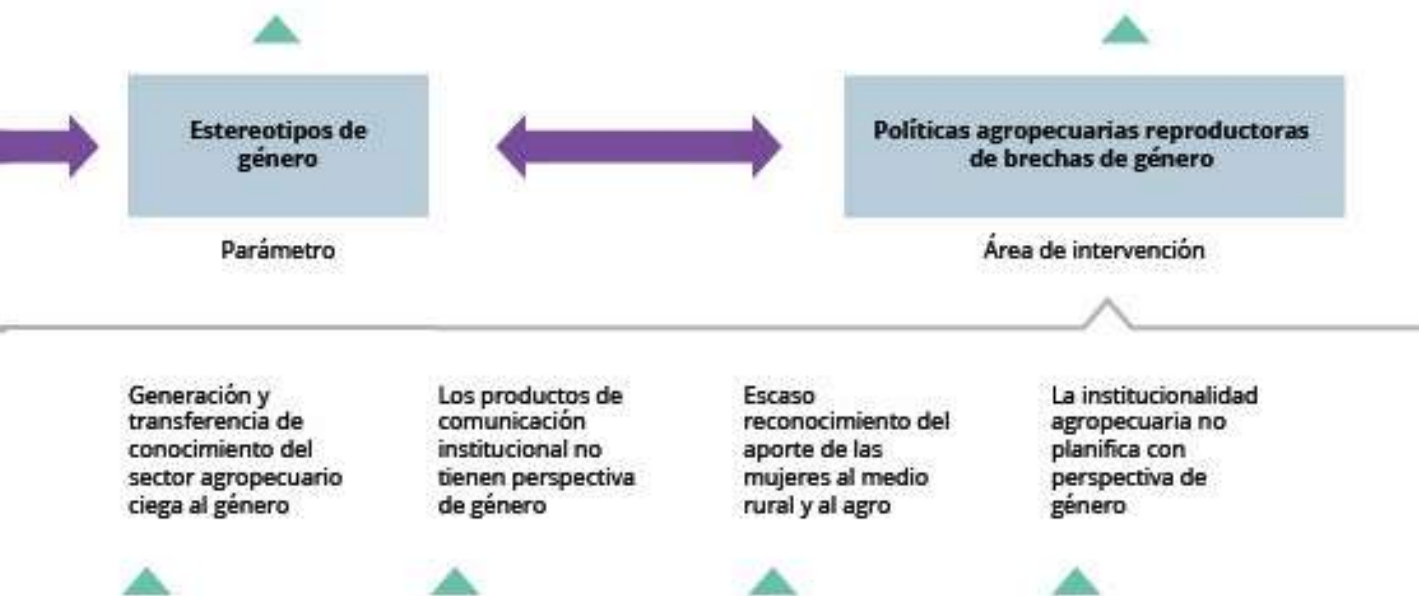 Estereotipos de
género
Políticas agropecuarias reproductoras
de brechas de género
Parámetro
Área de intervención
Generación y
transferencia de
conocimiento del
sector agropecuario
ciega al género
Los productos de
comunicación
institucional no
tienen perspectiva
de género
Escaso
reconocimiento del
aporte de las
mujeres al medio
rural y al agro
La institucionalidad
agropecuaria no
planifica con
perspectiva de
género